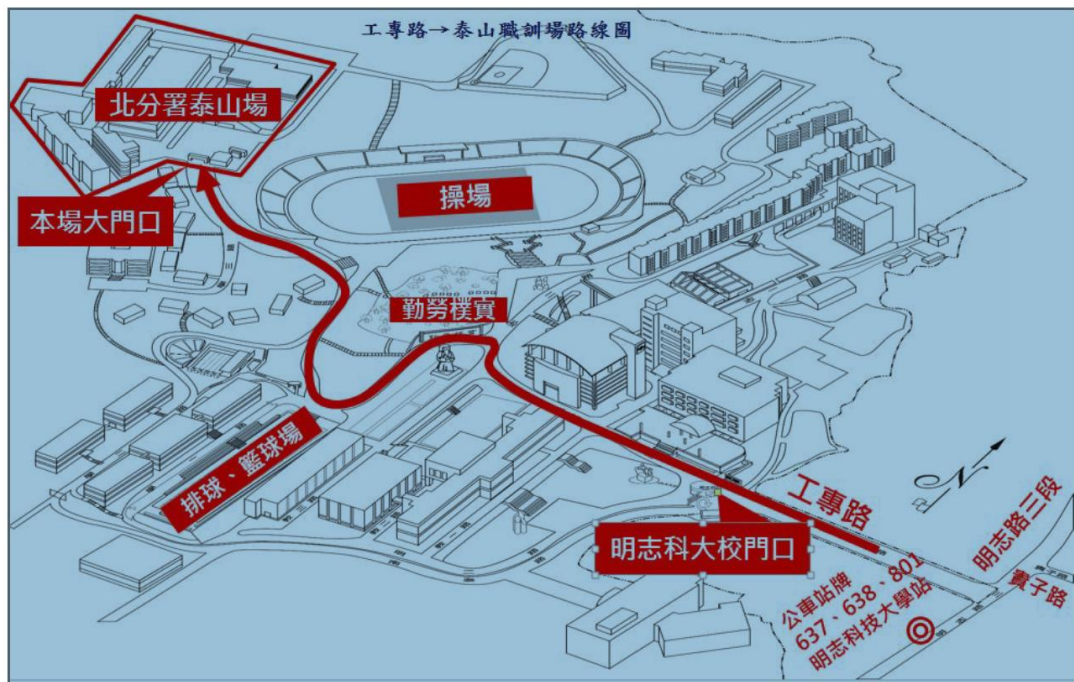 工專路→泰山職訓場路線圖
北分署泰山場
操場
本場大門口
勤勞樸實
排球、籃球場
工專路
明志科大校門口
明志路三段
賓子路
公車站牌
637、638、801
明志科技大學站